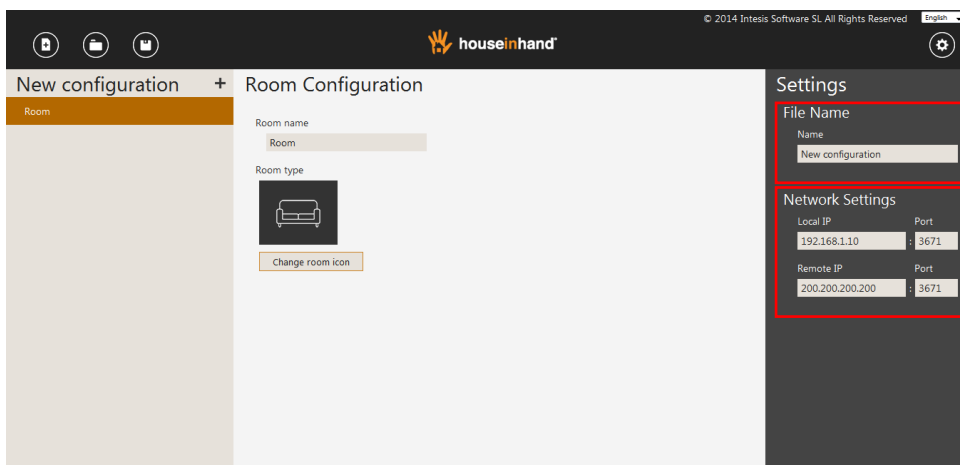 © 2014 Intesis Software SL All Rights Reserved English
houseinhand
New configuration +
Room
Room Configuration
Room name
Room
Room type
Change room icon
Settings
File Name
Name
New configuration
Network Settings
Local IP Port
192.168.1.10 : 3671
Remote IP Port
200.200.200.200 : 3671